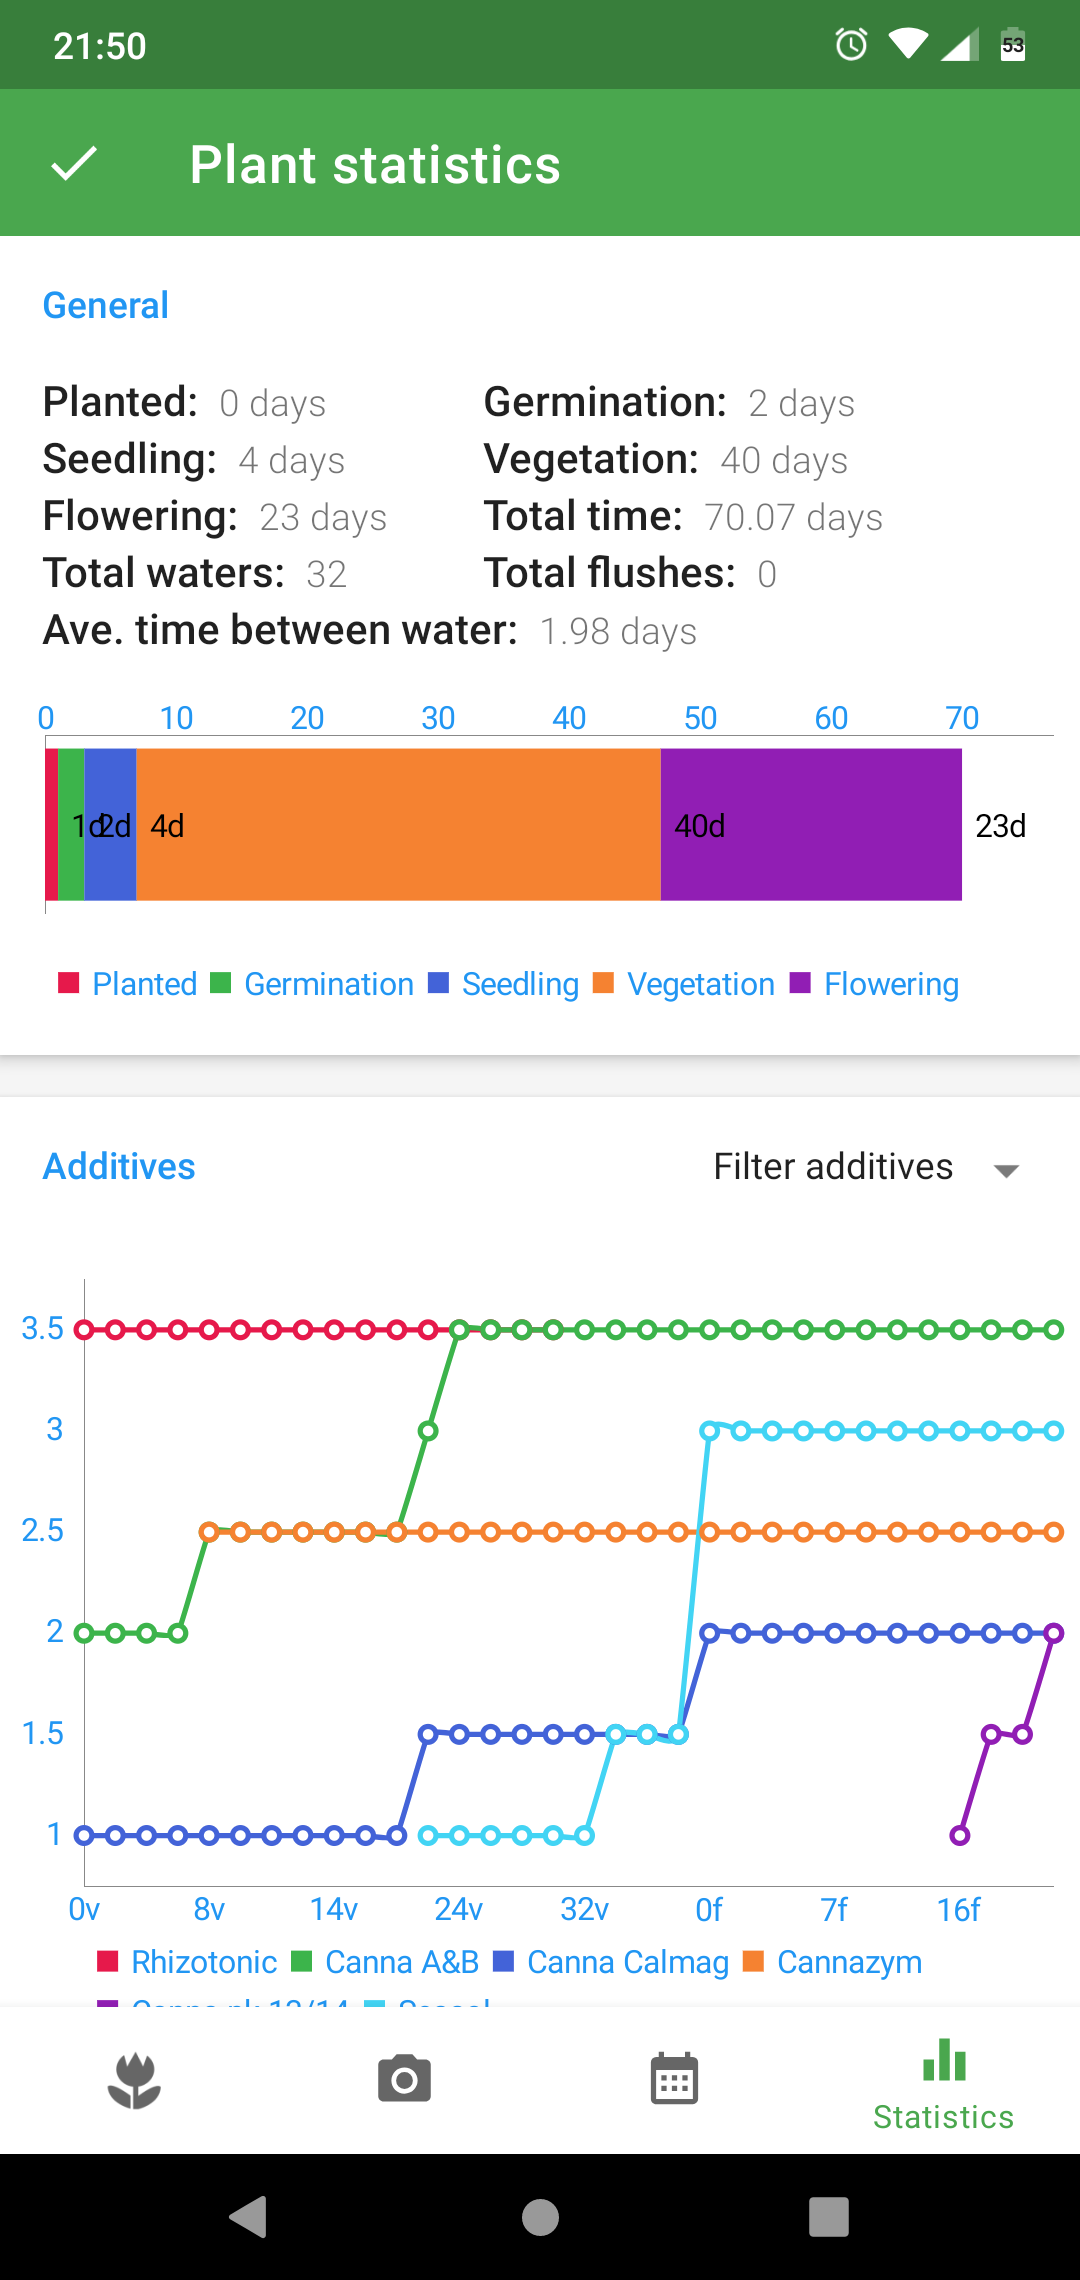 21:50
53
Plant statistics
General
Planted: 0 days Germination: 2 days
Seedling: 4 days Vegetation: 40 days
Flowering: 23 days Total time: 70.07 days
Total waters: 32 Total flushes: 0
Ave. time between water: 1.98 days
0 10 20 30 40 50 60 70
1d 2d 4d 40d 23d
Planted Germination Seedling Vegetation Flowering
Additives Filter additives
3.5
3
2.5
2
1.5
1
0v 8v 14v 24v 32v 0f 7f 16f
Rhizotonic Canna A&B Canna Calmag Cannazym
Statistics